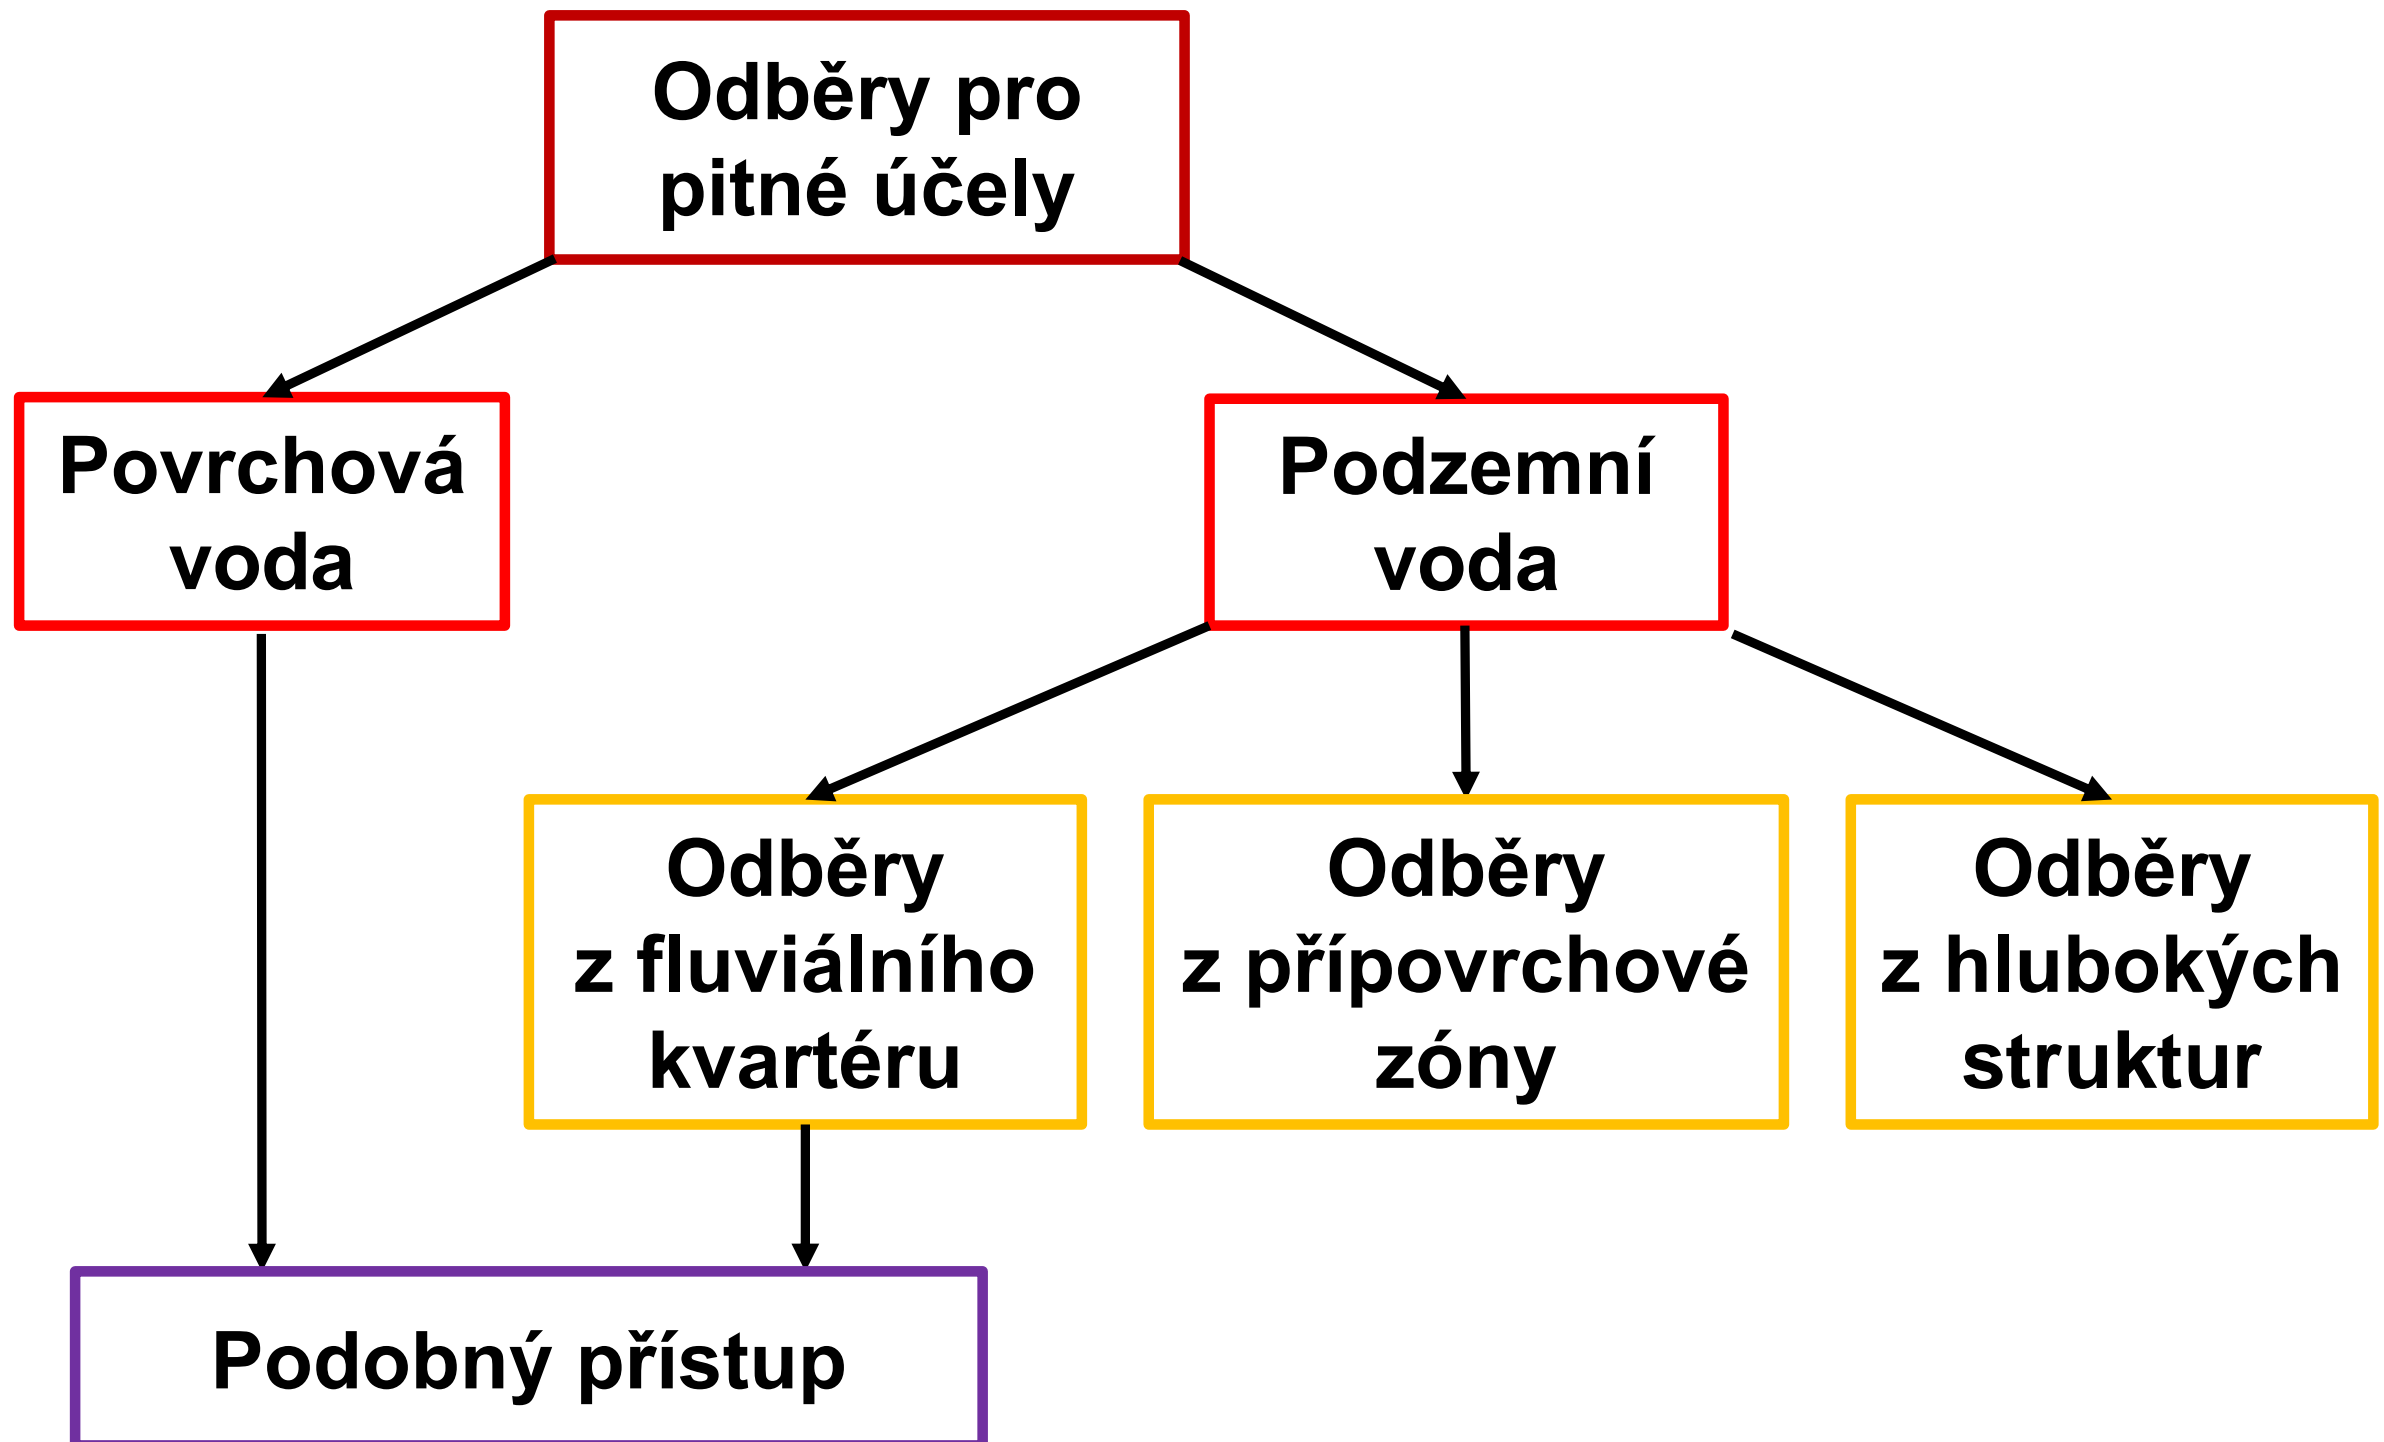 Odběry pro
pitné účely
Povrchová
voda
Podzemní
voda
Odběry
z fluviálního
kvartéru
Odběry
z přípovrchové
zóny
Odběry
z hlubokých
struktur
Podobný přístup